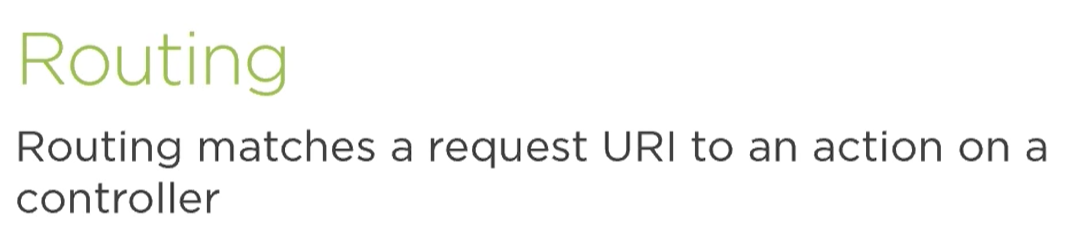 Routing
Routing matches a request URI to an action on a
controller